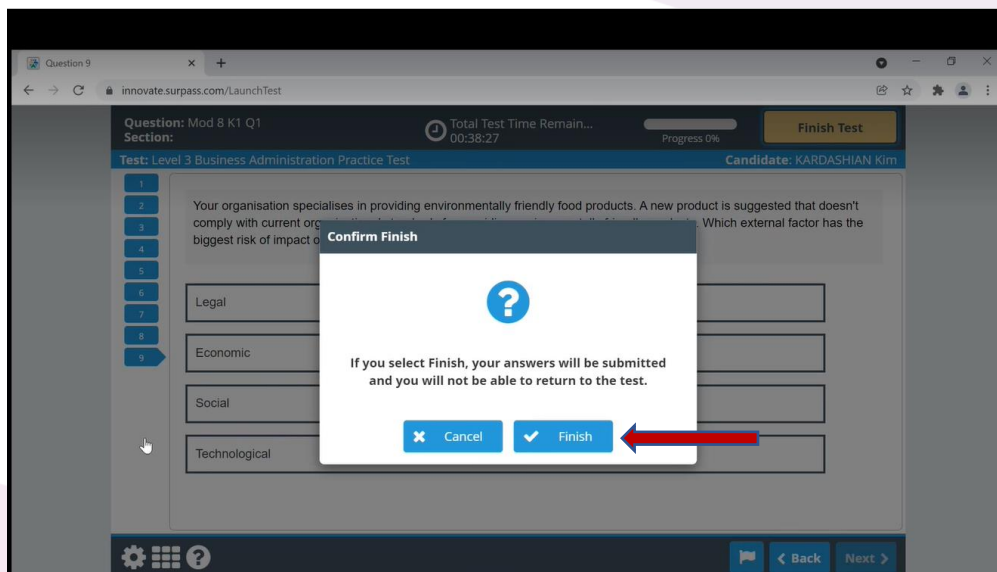 Question 9
innovate.surpass.com/LaunchTest
Question: Mod 8 K1 Q1
Section:
Total Test Time Remain...
00:38:27
Progress 0%
Finish Test
Test: Level 3 Business Administration Practice Test
Candidate: KARDASHIAN Kim
1
2
3
4
5
6
7
8
9
Your organisation specialises in providing environmentally friendly food products. A new product is suggested that doesn't
comply with current Which external factor has the
biggest risk of impact
Confirm Finish
If you select Finish, your answers will be submitted
and you will not be able to return to the test.
Cancel
Finish
Legal
Economic
Social
Technological
Back
Next